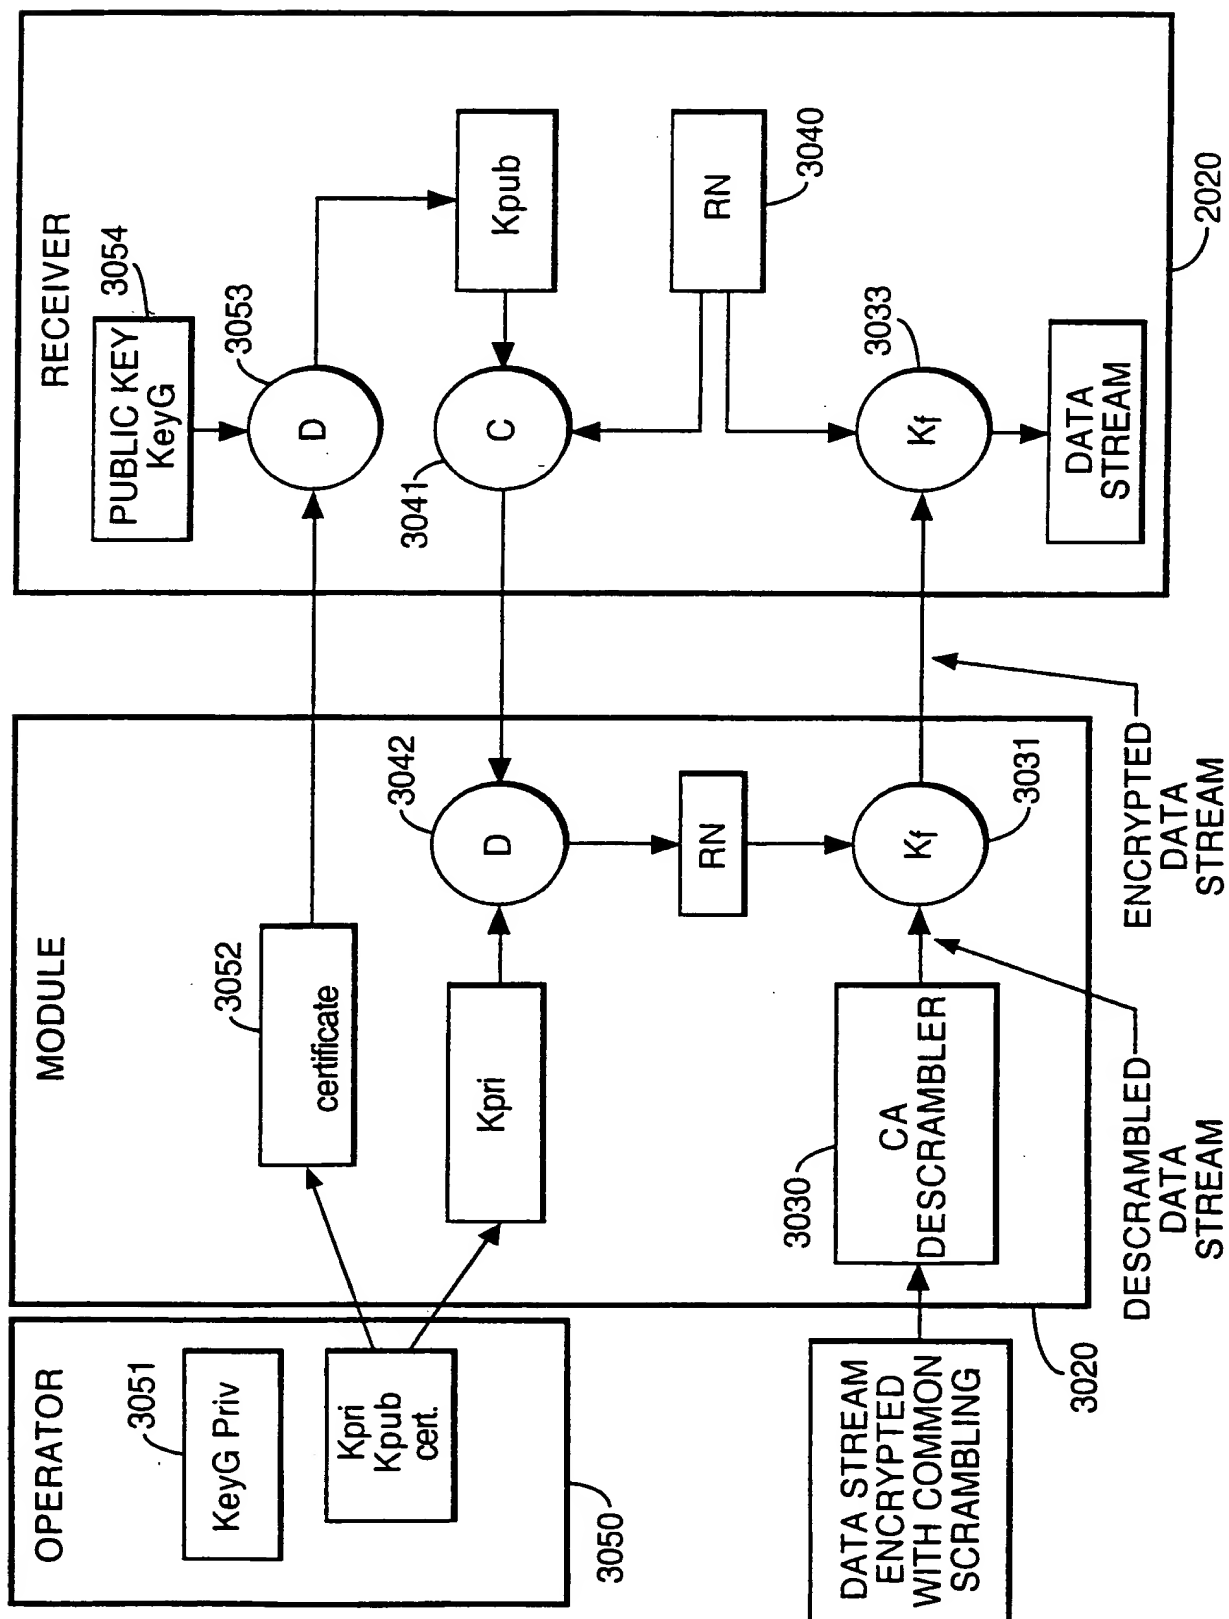 OPERATOR
3051
KeyG Priv
Kpri
Kpub
cert.
3050
DATA STREAM
ENCRYPTED
WITH COMMON
SCRAMBLING
MODULE
3052
certificate
Kpri
3042
D
RN
3030
CA
DESCRAMBLER
Kf
3031
3020
DESCRAMBLED
DATA
STREAM
ENCRYPTED
DATA
STREAM
RECEIVER
3054
PUBLIC KEY
KeyG
3053
D
Kpub
3041
C
RN
3040
3033
Kf
DATA
STREAM
2020